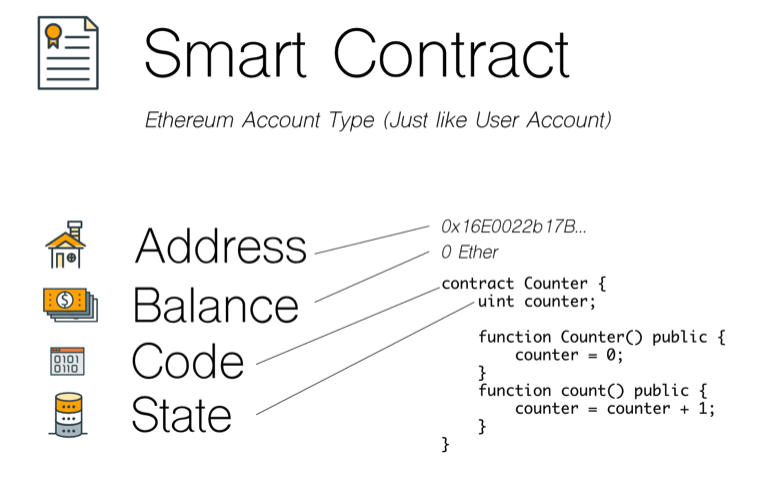 Smart Contract
Ethereum Account Type (Just like User Account)
Address
Balance
Code
0101
0110
State
0x16E0022b17B...
0 Ether
contract Counter {
    uint counter;
    function Counter() public {
        counter = 0;
    }
    function count() public {
        counter = counter + 1;
    }
}